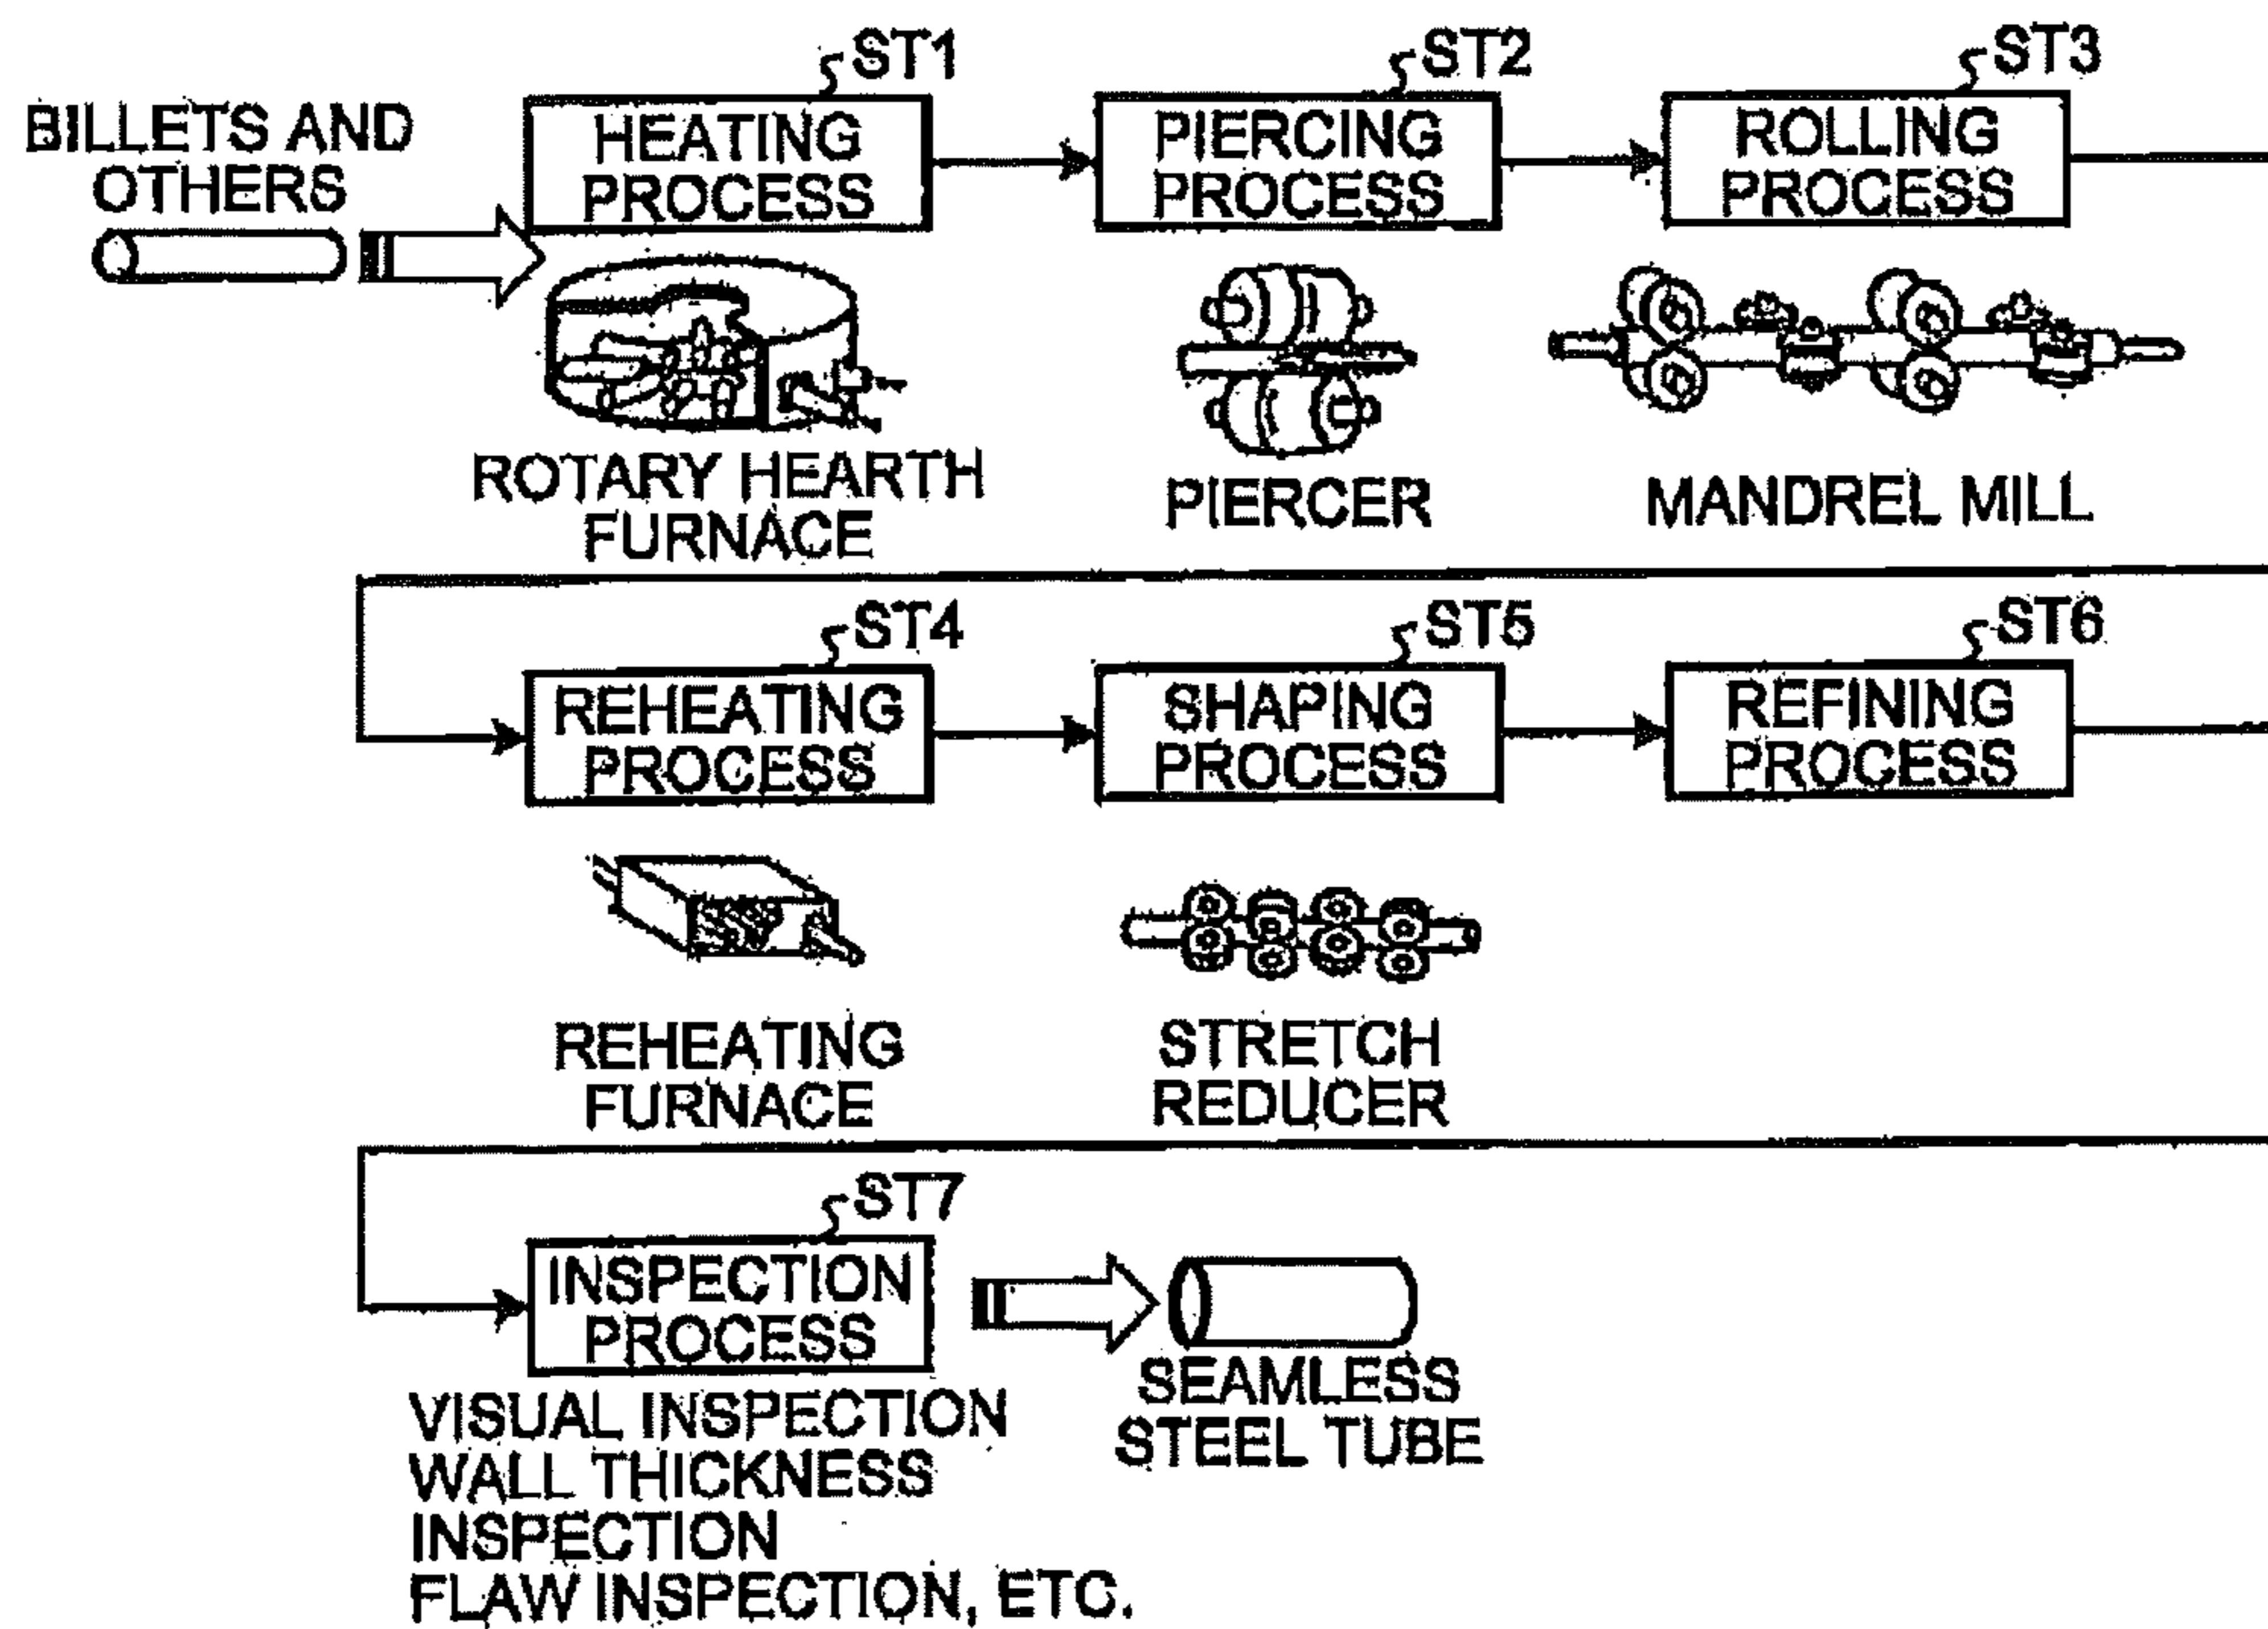 ST1
ST2
ST3
BILLETS AND
OTHERS
HEATING
PROCESS
PIERCING
PROCESS
ROLLING
PROCESS
ROTARY HEARTH
FURNACE
PIERCER
MANDREL MILL
ST4
ST5
ST6
REHEATING
PROCESS
SHAPING
PROCESS
REFINING
PROCESS
REHEATING
FURNACE
STRETCH
REDUCER
ST7
INSPECTION
PROCESS
SEAMLESS
STEEL TUBE
VISUAL INSPECTION
WALL THICKNESS
INSPECTION
FLAW INSPECTION, ETC.